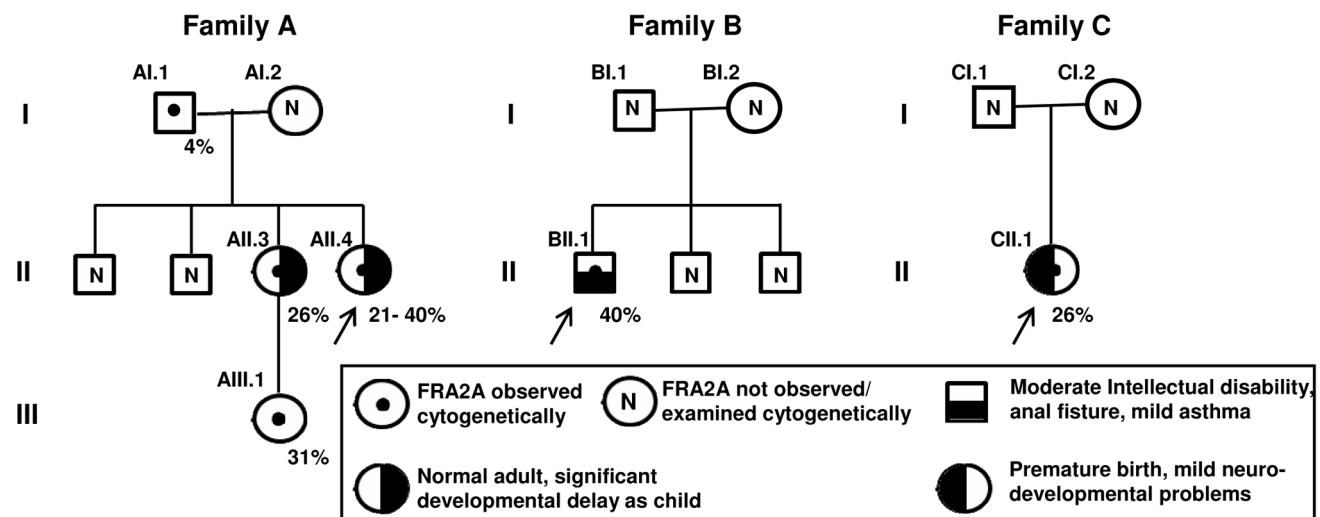 Family A
Family B
Family C
AI.1
AI.2
BI.1
BI.2
CI.1
CI.2
I
N
I
N
N
I
N
N
4%
AII.3
AII.4
BII.1
CII.1
II
N
N
II
N
N
II
26%
21- 40%
40%
26%
AIII.1
III
31%
FRA2A observed
cytogenetically
N
FRA2A not observed/
examined cytogenetically
Moderate Intellectual disability,
anal fisture, mild asthma
Normal adult, significant
developmental delay as child
Premature birth, mild neuro-
developmental problems